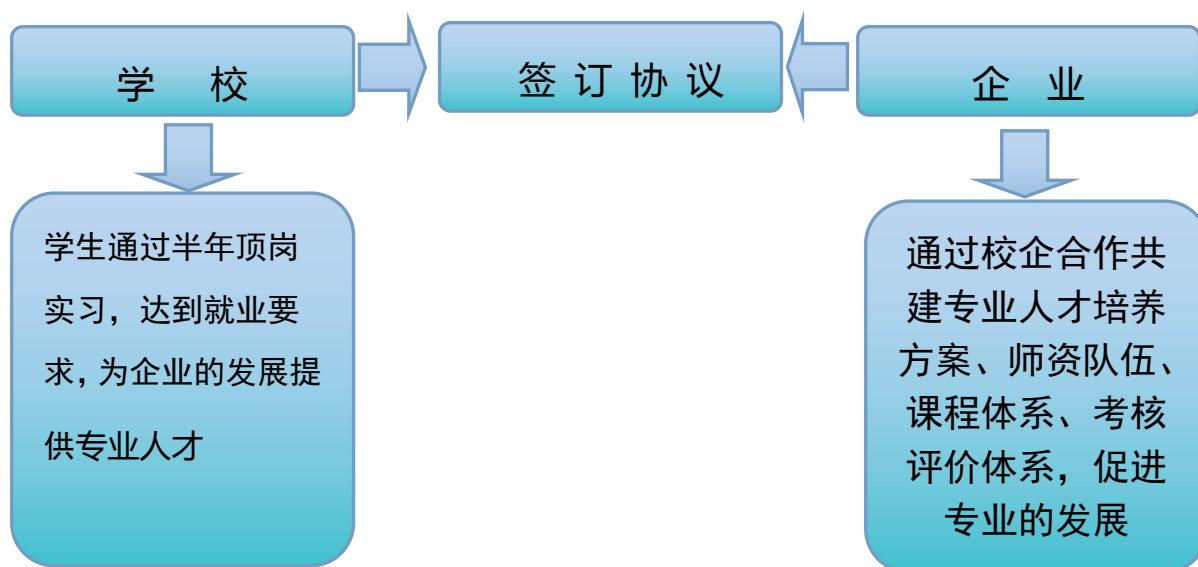 学 校
签 订 协 议
企 业
学生通过半年顶岗
实习，达到就业要
求，为企业的发展提
供专业人才
通过校企合作共
建专业人才培养
方案、师资队伍、
课程体系、考核
评价体系，促进
专业的发展